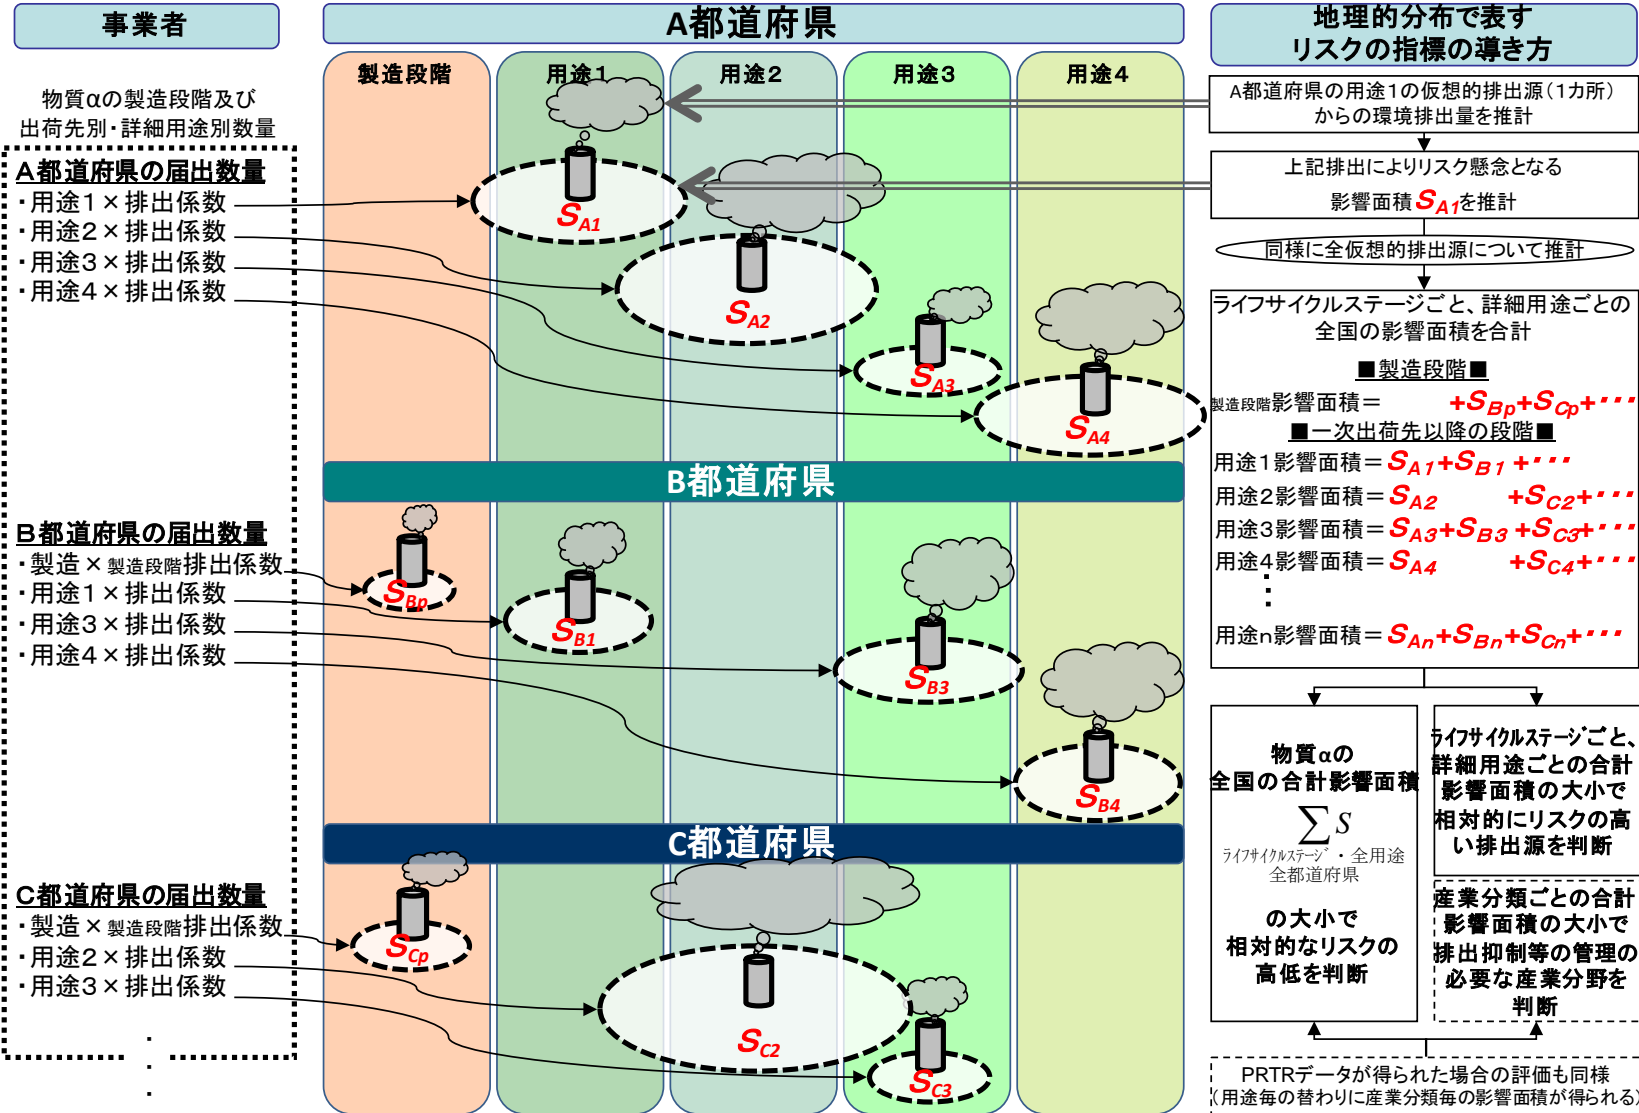 事業者
物質αの製造段階及び
出荷先別・詳細用途別数量
A都道府県の届出数量
・用途1×排出係数
・用途2×排出係数
・用途3×排出係数
・用途4×排出係数
B都道府県の届出数量
・製造×製造段階排出係数
・用途1×排出係数
・用途3×排出係数
・用途4×排出係数
C都道府県の届出数量
・製造×製造段階排出係数
・用途2×排出係数
・用途3×排出係数
・
・
・
A都道府県
製造段階 用途1 用途2 用途3 用途4
SA1
SA2
SA3
SA4
B都道府県
SBp
SB1
SB3
SB4
C都道府県
SCp
SC2
SC3
地理的分布で表す
リスクの指標の導き方
A都道府県の用途1の仮想的排出源(1カ所)
からの環境排出量を推計
上記排出によりリスク懸念となる
影響面積SA1を推計
同様に全仮想的排出源について推計
ライフサイクルステージごと、詳細用途ごとの
全国の影響面積を合計
■製造段階■
製造段階影響面積= +SBp+SCp+・・・
■一次出荷先以降の段階■
用途1影響面積=SA1+SB1+・・・
用途2影響面積=SA2 +SC2+・・・
用途3影響面積=SA3+SB3+SC3+・・・
用途4影響面積=SA4 +SC4+・・・
⋮
用途n影響面積=SAn+SBn+SCn+・・・
物質αの
全国の合計影響面積
∑S
ライフサイクルステージ・全用途
全都道府県
の大小で
相対的なリスクの
高低を判断
ライフサイクルステージごと、
詳細用途ごとの合計
影響面積の大小で
相対的にリスクの高
い排出源を判断
産業分類ごとの合計
影響面積の大小で
排出抑制等の管理の
必要な産業分野を
判断
PRTRデータが得られた場合の評価も同様
(用途毎の替わりに産業分類毎の影響面積が得られる)